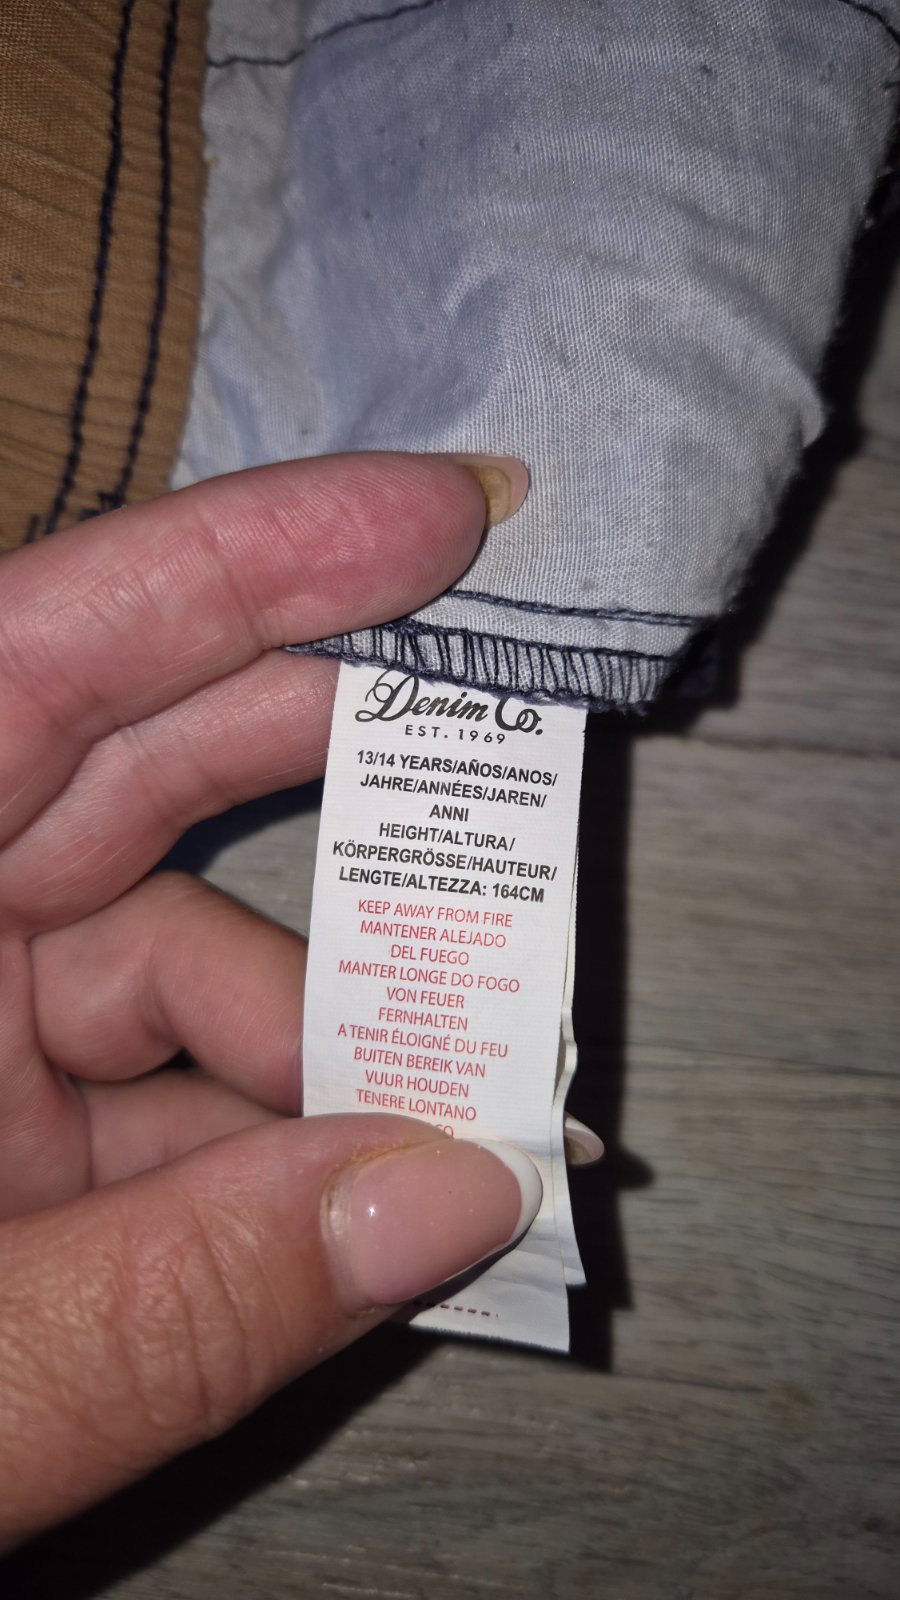 Denim Co.
EST. 1969
13/14 YEARS/AÑOS/ANOS/
JAHRE/ANNÉES/JAREN/
ANNI
HEIGHT/ALTURA/
KÖRPERGRÖSSE/HAUTEUR/
LENGTE/ALTEZZA: 164CM
KEEP AWAY FROM FIRE
MANTENER ALEJADO
DEL FUEGO
MANTER LONGE DO FOGO
VON FEUER
FERNHALTEN
A TENIR ÉLOIGNÉ DU FEU
BUITEN BEREIK VAN
VUUR HOUDEN
TENERE LONTANO